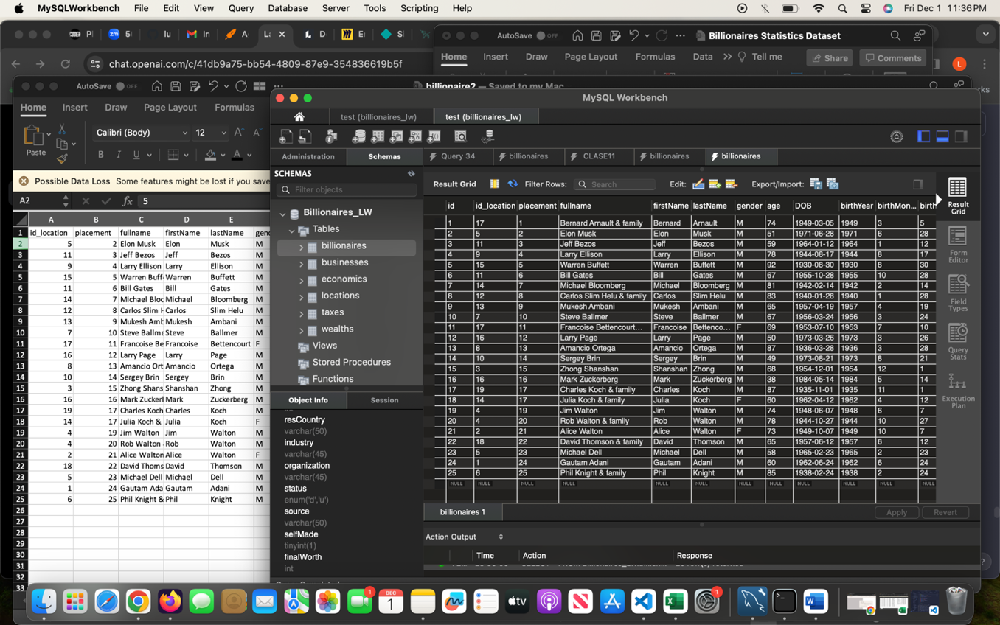 MySQLWorkbench File Edit View Query Database Server Tools Scripting Help Fri Dec 1 11:36 PM
AutoSave OFF Billionaires Statistics Dataset
chat.openai.com/c/41db9a75-bb54-4809-87e9-354836619b5f
Home Insert Draw Page Layout Formulas Data >> Tell me Share Comments
L
AutoSave OFF billionaire2 — Saved to my Mac
Home Insert Draw Page Layout Formulas
Paste Calibri (Body) 12
B I U
Possible Data Loss Some features might be lost if you save
A2 fx 5
A B C D E
1 id_location placement fullname firstName lastName gen
2 5 2 Elon Musk Elon Musk M
3 11 3 Jeff Bezos Jeff Bezos M
4 9 4 Larry Ellison Larry Ellison M
5 15 5 Warren Buff Warren Buffett M
6 11 6 Bill Gates Bill Gates M
7 14 7 Michael Bloc Michael Bloomberg M
8 12 8 Carlos Slim H Carlos Slim Helu M
9 13 9 Mukesh Amb Mukesh Ambani M
10 7 10 Steve Ballme Steve Ballmer M
11 17 11 Francoise Be Francoise Bettencourt F
12 16 12 Larry Page Larry Page M
13 8 13 Amancio Ort Amancio Ortega M
14 10 14 Sergey Brin Sergey Brin M
15 3 15 Zhong Shans Shanshan Zhong M
16 16 16 Mark Zuckerl Mark Zuckerberg M
17 19 17 Charles Koch Charles Koch M
18 14 17 Julia Koch & Julia Koch F
19 4 19 Jim Walton Jim Walton M
20 4 20 Rob Walton Rob Walton M
21 2 21 Alice Walton Alice Walton F
22 18 22 David Thoms David Thomson M
23 5 23 Michael Dell Michael Dell M
24 1 24 Gautam Ada Gautam Adani M
25 6 25 Phil Knight & Phil Knight M
26
27
28
29
30
31
32
33
MySQL Workbench
test (billionaires_lw) test (billionaires_lw)
Administration Schemas Query 34 billionaires CLASE11 billionaires billionaires
SCHEMAS
Filter objects
Billionaires_LW
Tables
billionaires
businesses
economics
locations
taxes
wealths
Views
Stored Procedures
Functions
Object Info Session
resCountry
varchar(50)
industry
varchar(45)
organization
varchar(45)
status
enum('d','u')
source
varchar(50)
selfMade
tinyint(1)
finalWorth
int
Result Grid Filter Rows: Search Edit: Export/Import:
id id_location placement fullname firstName lastName gender age DOB birthYear birthMon... birth
1 17 1 Bernard Arnault & family Bernard Arnault M 74 1949-03-05 1949 3 5
2 5 2 Elon Musk Elon Musk M 51 1971-06-28 1971 6 28
3 11 3 Jeff Bezos Jeff Bezos M 59 1964-01-12 1964 1 12
4 9 4 Larry Ellison Larry Ellison M 78 1944-08-17 1944 8 17
5 15 5 Warren Buffett Warren Buffett M 92 1930-08-30 1930 8 30
6 11 6 Bill Gates Bill Gates M 67 1955-10-28 1955 10 28
7 14 7 Michael Bloomberg Michael Bloomberg M 81 1942-02-14 1942 2 14
8 12 8 Carlos Slim Helu & family Carlos Slim Helu M 83 1940-01-28 1940 1 28
9 13 9 Mukesh Ambani Mukesh Ambani M 65 1957-04-19 1957 4 19
10 7 10 Steve Ballmer Steve Ballmer M 67 1956-03-24 1956 3 24
11 17 11 Francoise Bettencourt... Francoise Bettenco... F 69 1953-07-10 1953 7 10
12 16 12 Larry Page Larry Page M 50 1973-03-26 1973 3 26
13 8 13 Amancio Ortega Amancio Ortega M 87 1936-03-28 1936 3 28
14 10 14 Sergey Brin Sergey Brin M 49 1973-08-21 1973 8 21
15 3 15 Zhong Shanshan Shanshan Zhong M 68 1954-12-01 1954 12 1
16 16 16 Mark Zuckerberg Mark Zuckerberg M 38 1984-05-14 1984 5 14
17 19 17 Charles Koch & family Charles Koch M 87 1935-11-01 1935 11 1
18 14 17 Julia Koch & family Julia Koch F 60 1962-04-12 1962 4 12
19 4 19 Jim Walton Jim Walton M 74 1948-06-07 1948 6 7
20 4 20 Rob Walton & family Rob Walton M 78 1944-10-27 1944 10 27
21 2 21 Alice Walton Alice Walton F 73 1949-10-07 1949 10 7
22 18 22 David Thomson & family David Thomson M 65 1957-06-12 1957 6 12
23 5 23 Michael Dell Michael Dell M 58 1965-02-23 1965 2 23
24 1 24 Gautam Adani Gautam Adani M 60 1962-06-24 1962 6 24
25 6 25 Phil Knight & family Phil Knight M 85 1938-02-24 1938 2 24
NULL NULL NULL NULL NULL NULL NULL NULL NULL NULL NULL NULL
Result Grid
Form Editor
Field Types
Query Stats
Execution Plan
billionaires 1 Apply Revert
Action Output
Time Action Response
DEC 1
1
tv
1